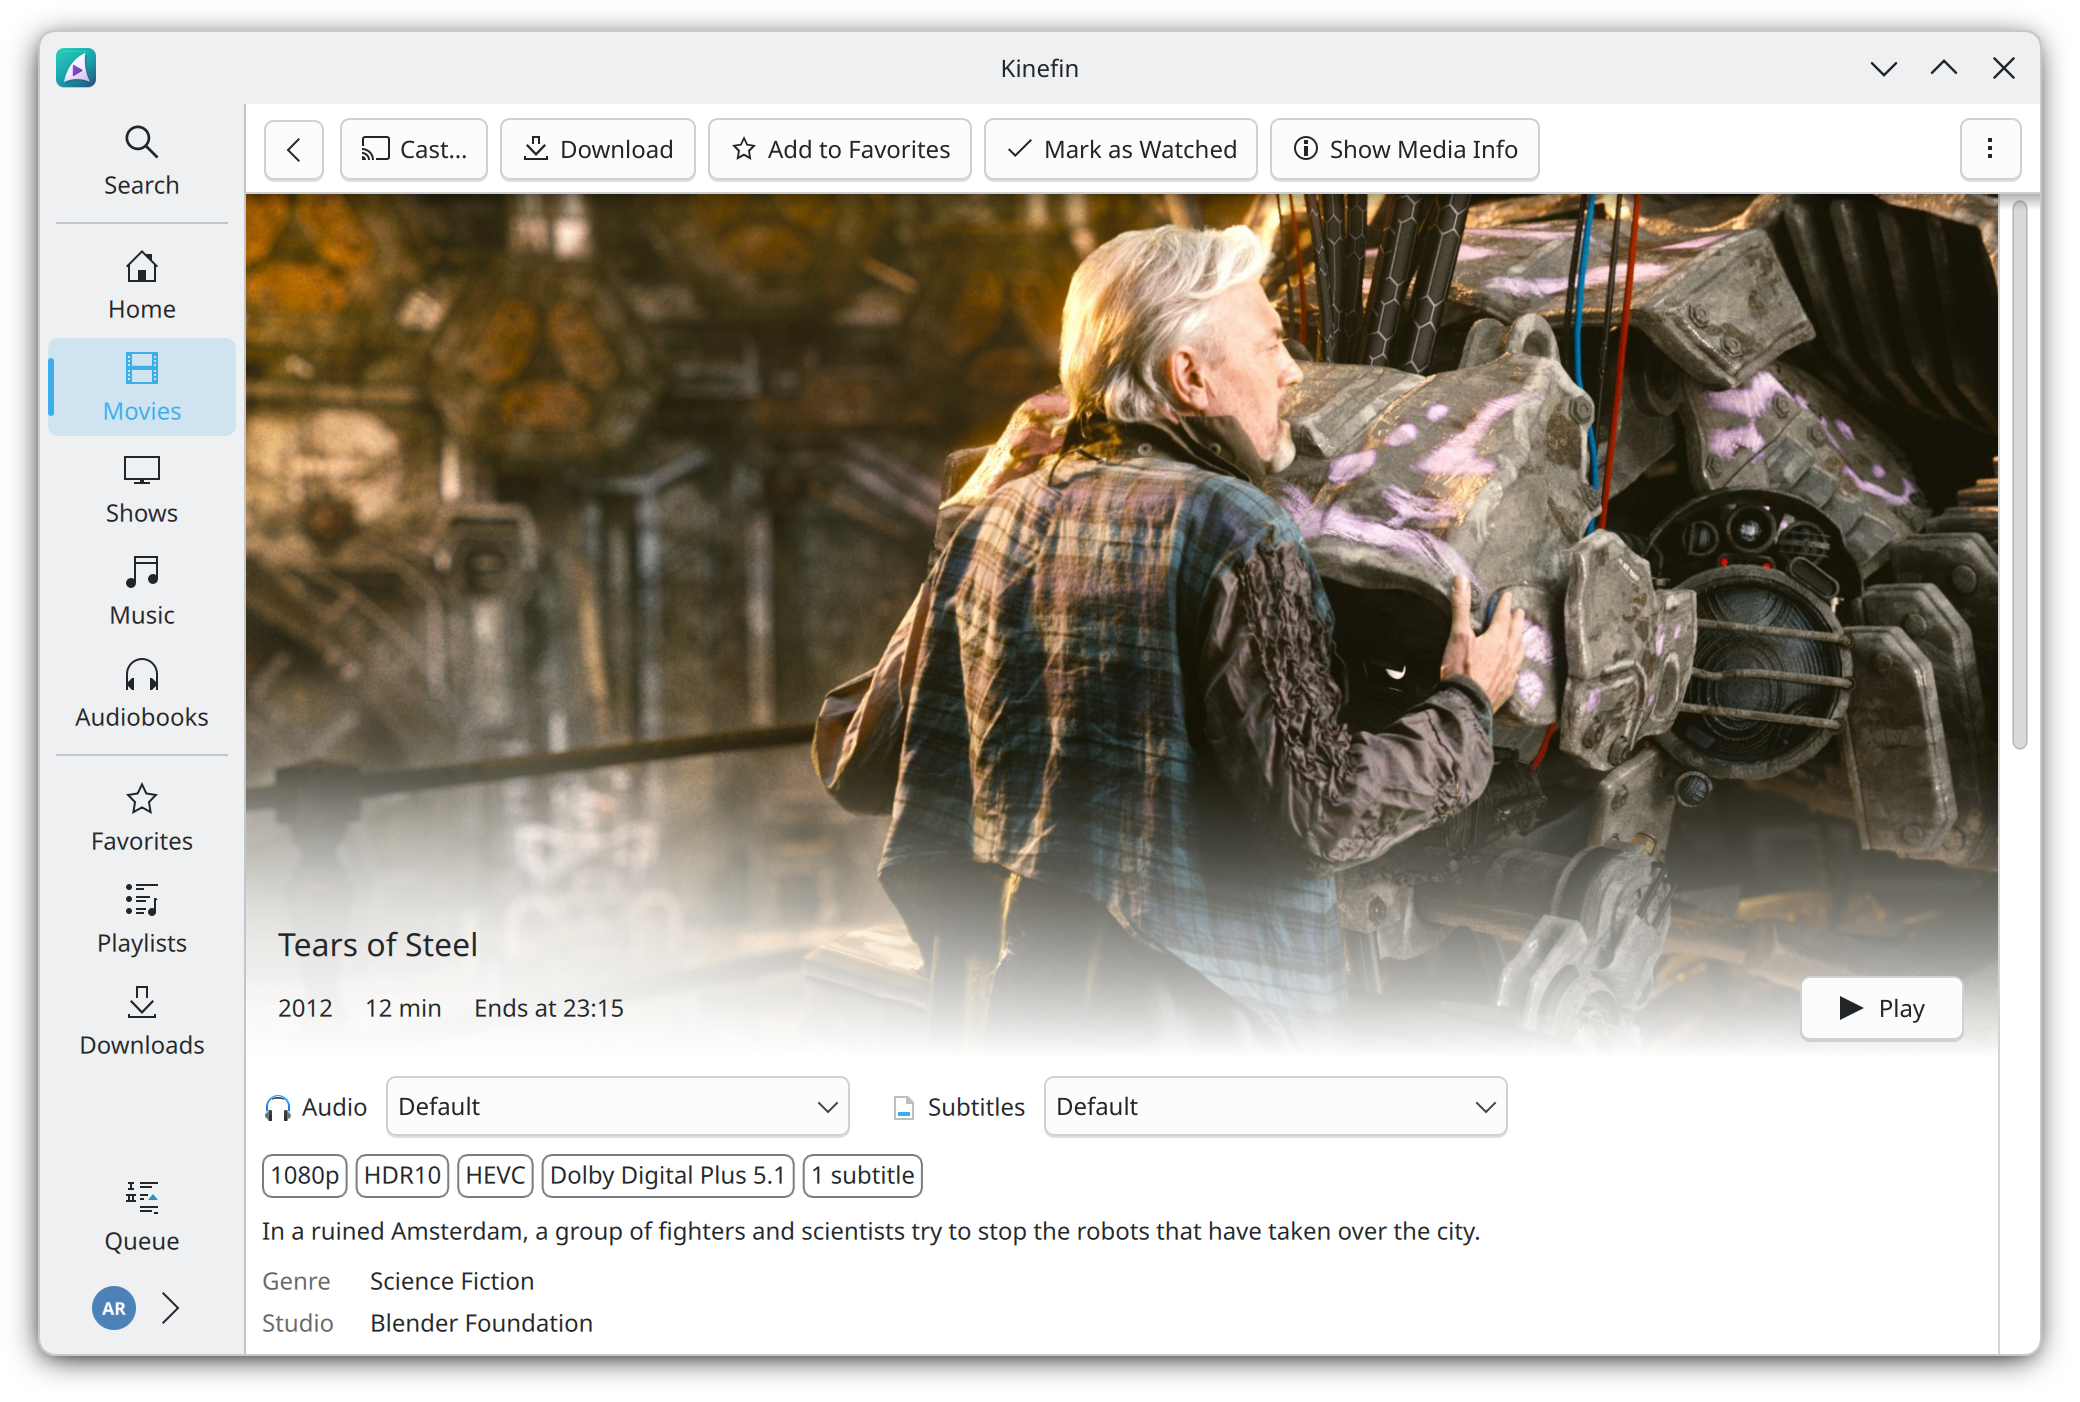 Kinefin
Search
Home
Movies
Shows
Music
Audiobooks
Favorites
Playlists
Downloads
Queue
AR
Cast...
Download
Add to Favorites
Mark as Watched
Show Media Info
Tears of Steel
2012 12 min Ends at 23:15
Play
Audio Default Subtitles Default
1080p HDR10 HEVC Dolby Digital Plus 5.1 1 subtitle
In a ruined Amsterdam, a group of fighters and scientists try to stop the robots that have taken over the city.
Genre Science Fiction
Studio Blender Foundation